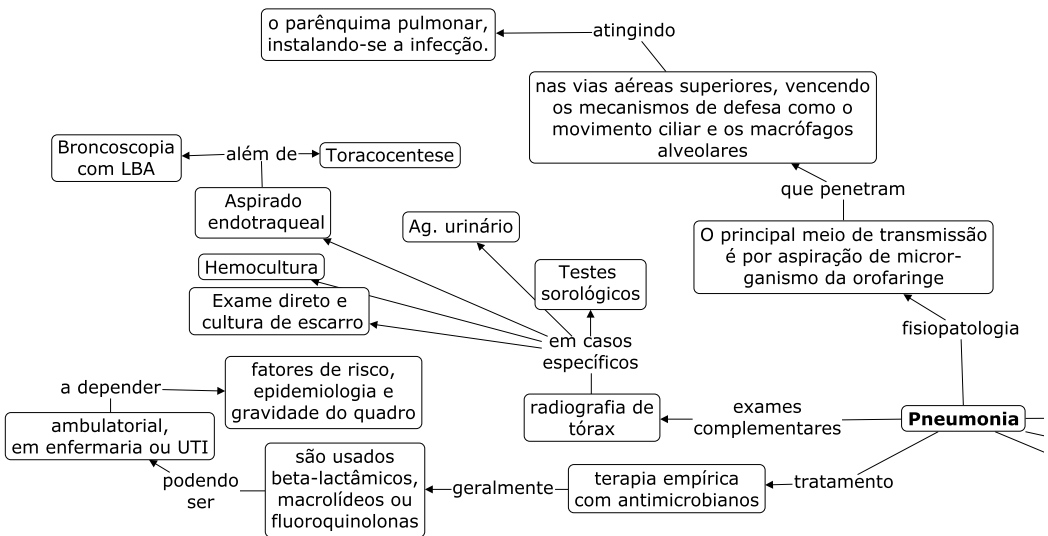 o parênquima pulmonar,
instalando-se a infecção.
atingindo
nas vias aéreas superiores, vencendo
os mecanismos de defesa como o
movimento ciliar e os macrófagos
alveolares
Broncoscopia
com LBA
além de
Toracocentese
que penetram
Aspirado
endotraqueal
Ag. urinário
O principal meio de transmissão
é por aspiração de micror-
ganismo da orofaringe
Hemocultura
Testes
sorológicos
Exame direto e
cultura de escarro
fisiopatologia
em casos
específicos
a depender
fatores de risco,
epidemiologia e
gravidade do quadro
radiografia de
tórax
exames
complementares
Pneumonia
ambulatorial,
em enfermaria ou UTI
são usados
beta-lactâmicos,
macrolídeos ou
fluoroquinolonas
podendo
ser
geralmente
terapia empírica
com antimicrobianos
tratamento